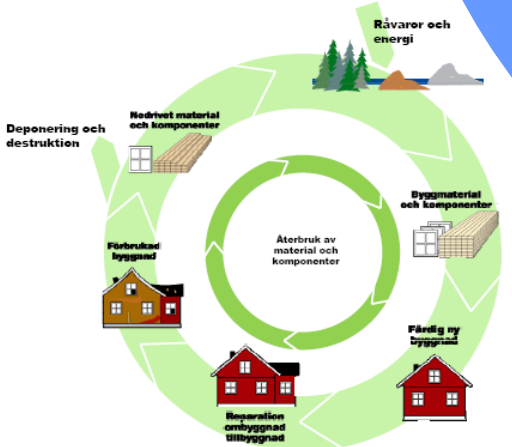 Råvaror och
energi
Nedrivet material
och komponenter
Deponering och
destruktion
Byggmaterial
och komponenter
Återbruk av
material och
komponenter
Förbrukad
byggnad
Färdig ny
byggnad
Reparation
ombyggnad
tillbyggnad